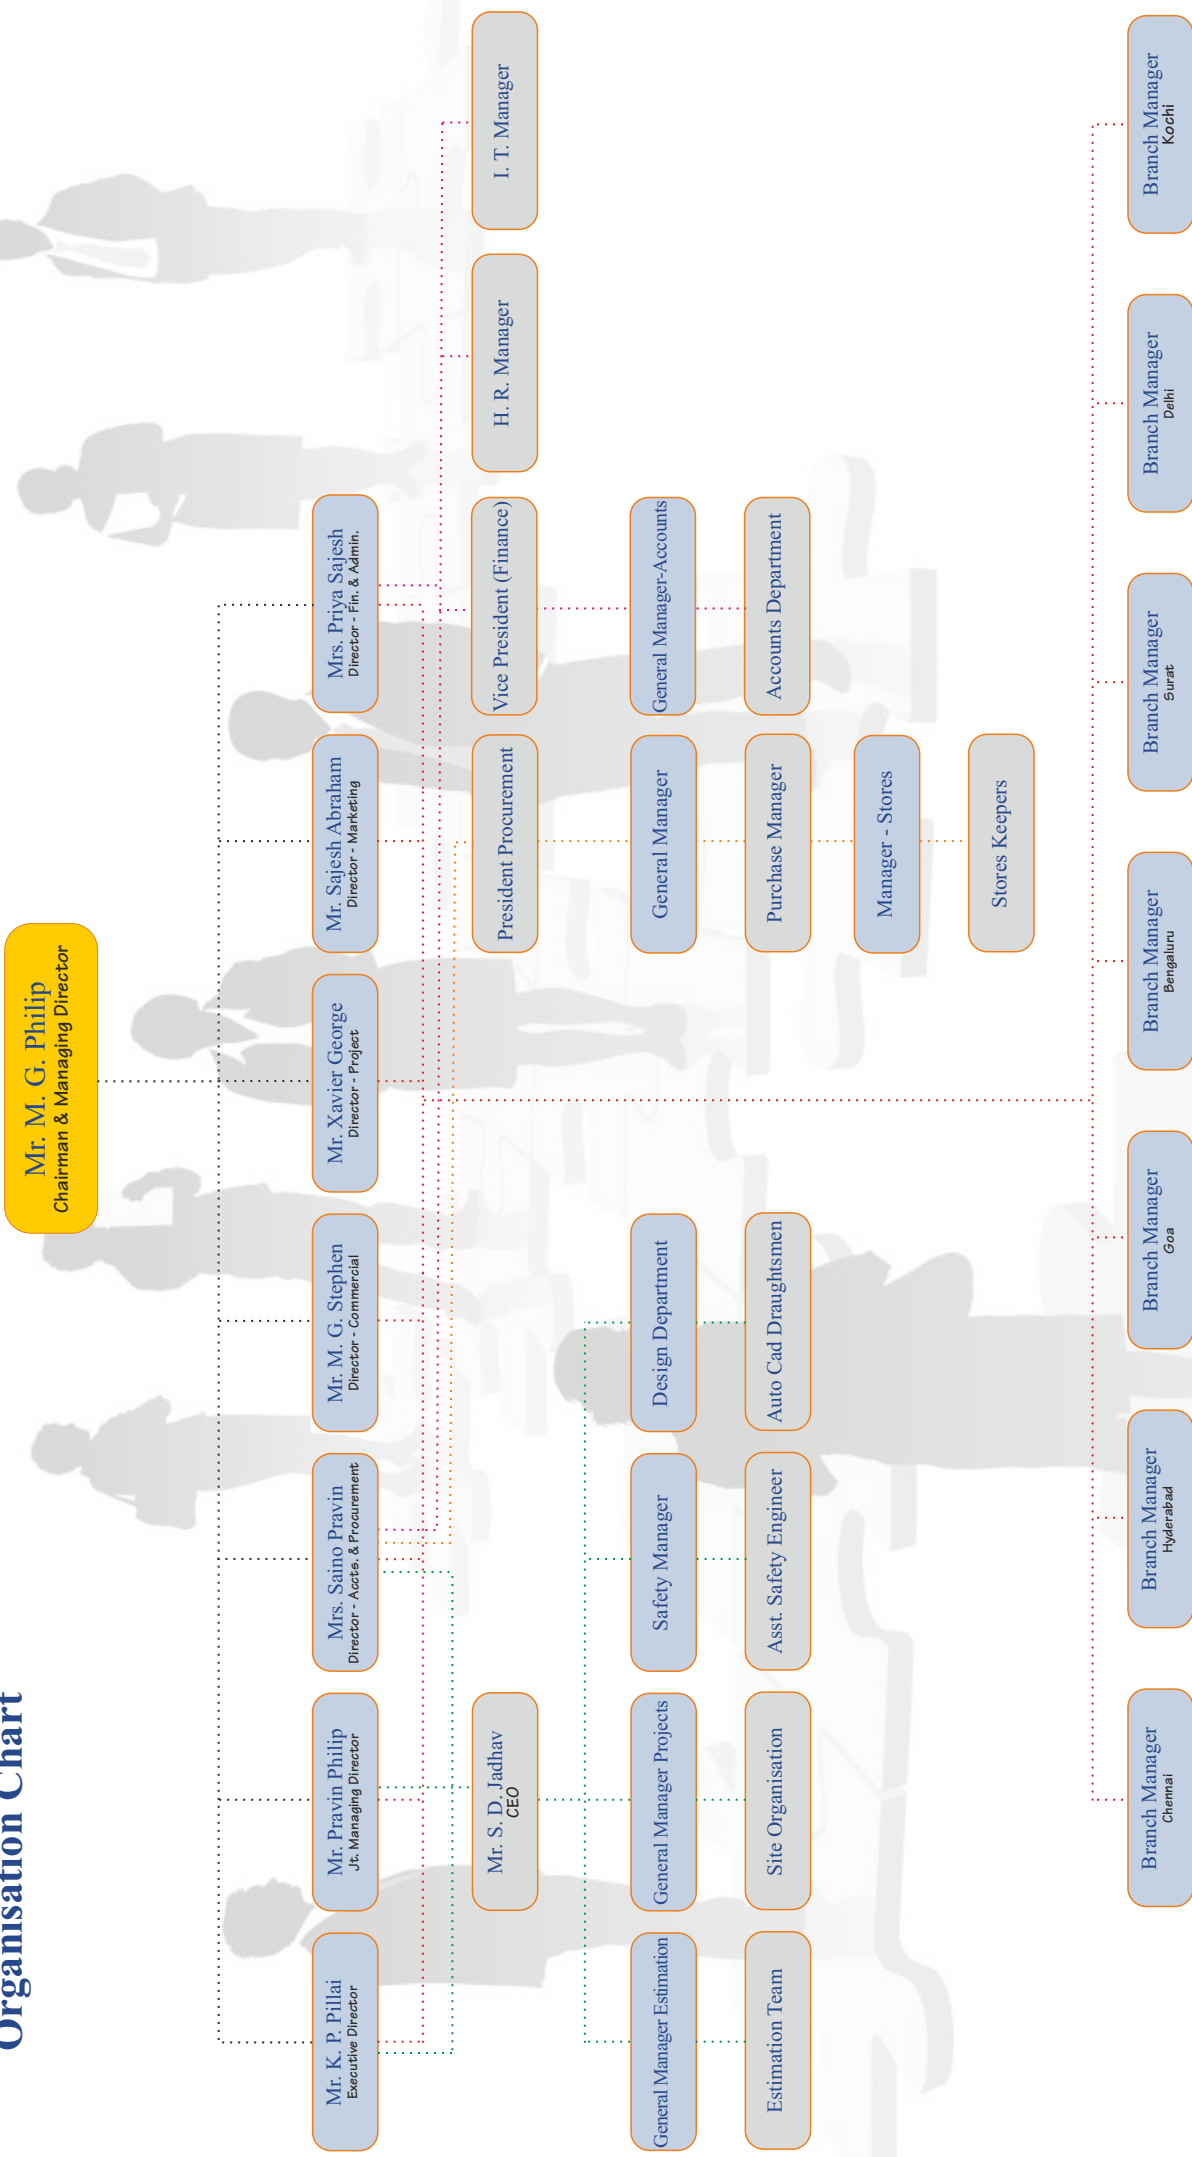 Organisation Chart
Mr. M. G. Philip
Chairman & Managing Director
Mr. K. P. Pillai
Executive Director
Mr. Pravin Philip
Jt. Managing Director
Mrs. Saino Pravin
Director - Accts. & Procurement
Mr. M. G. Stephen
Director - Commercial
Mr. Xavier George
Director - Project
Mr. Sajesh Abraham
Director - Marketing
Mrs. Priya Sajesh
Director - Fin. & Admin.
Mr. S. D. Jadhav
CEO
President Procurement
Vice President (Finance)
H. R. Manager
I. T. Manager
General Manager Estimation
General Manager Projects
Safety Manager
Design Department
General Manager
General Manager-Accounts
Estimation Team
Site Organisation
Asst. Safety Engineer
Auto Cad Draughtsmen
Purchase Manager
Accounts Department
Manager - Stores
Stores Keepers
Branch Manager
Chennai
Branch Manager
Hyderabad
Branch Manager
Goa
Branch Manager
Bengaluru
Branch Manager
Surat
Branch Manager
Delhi
Branch Manager
Kochi